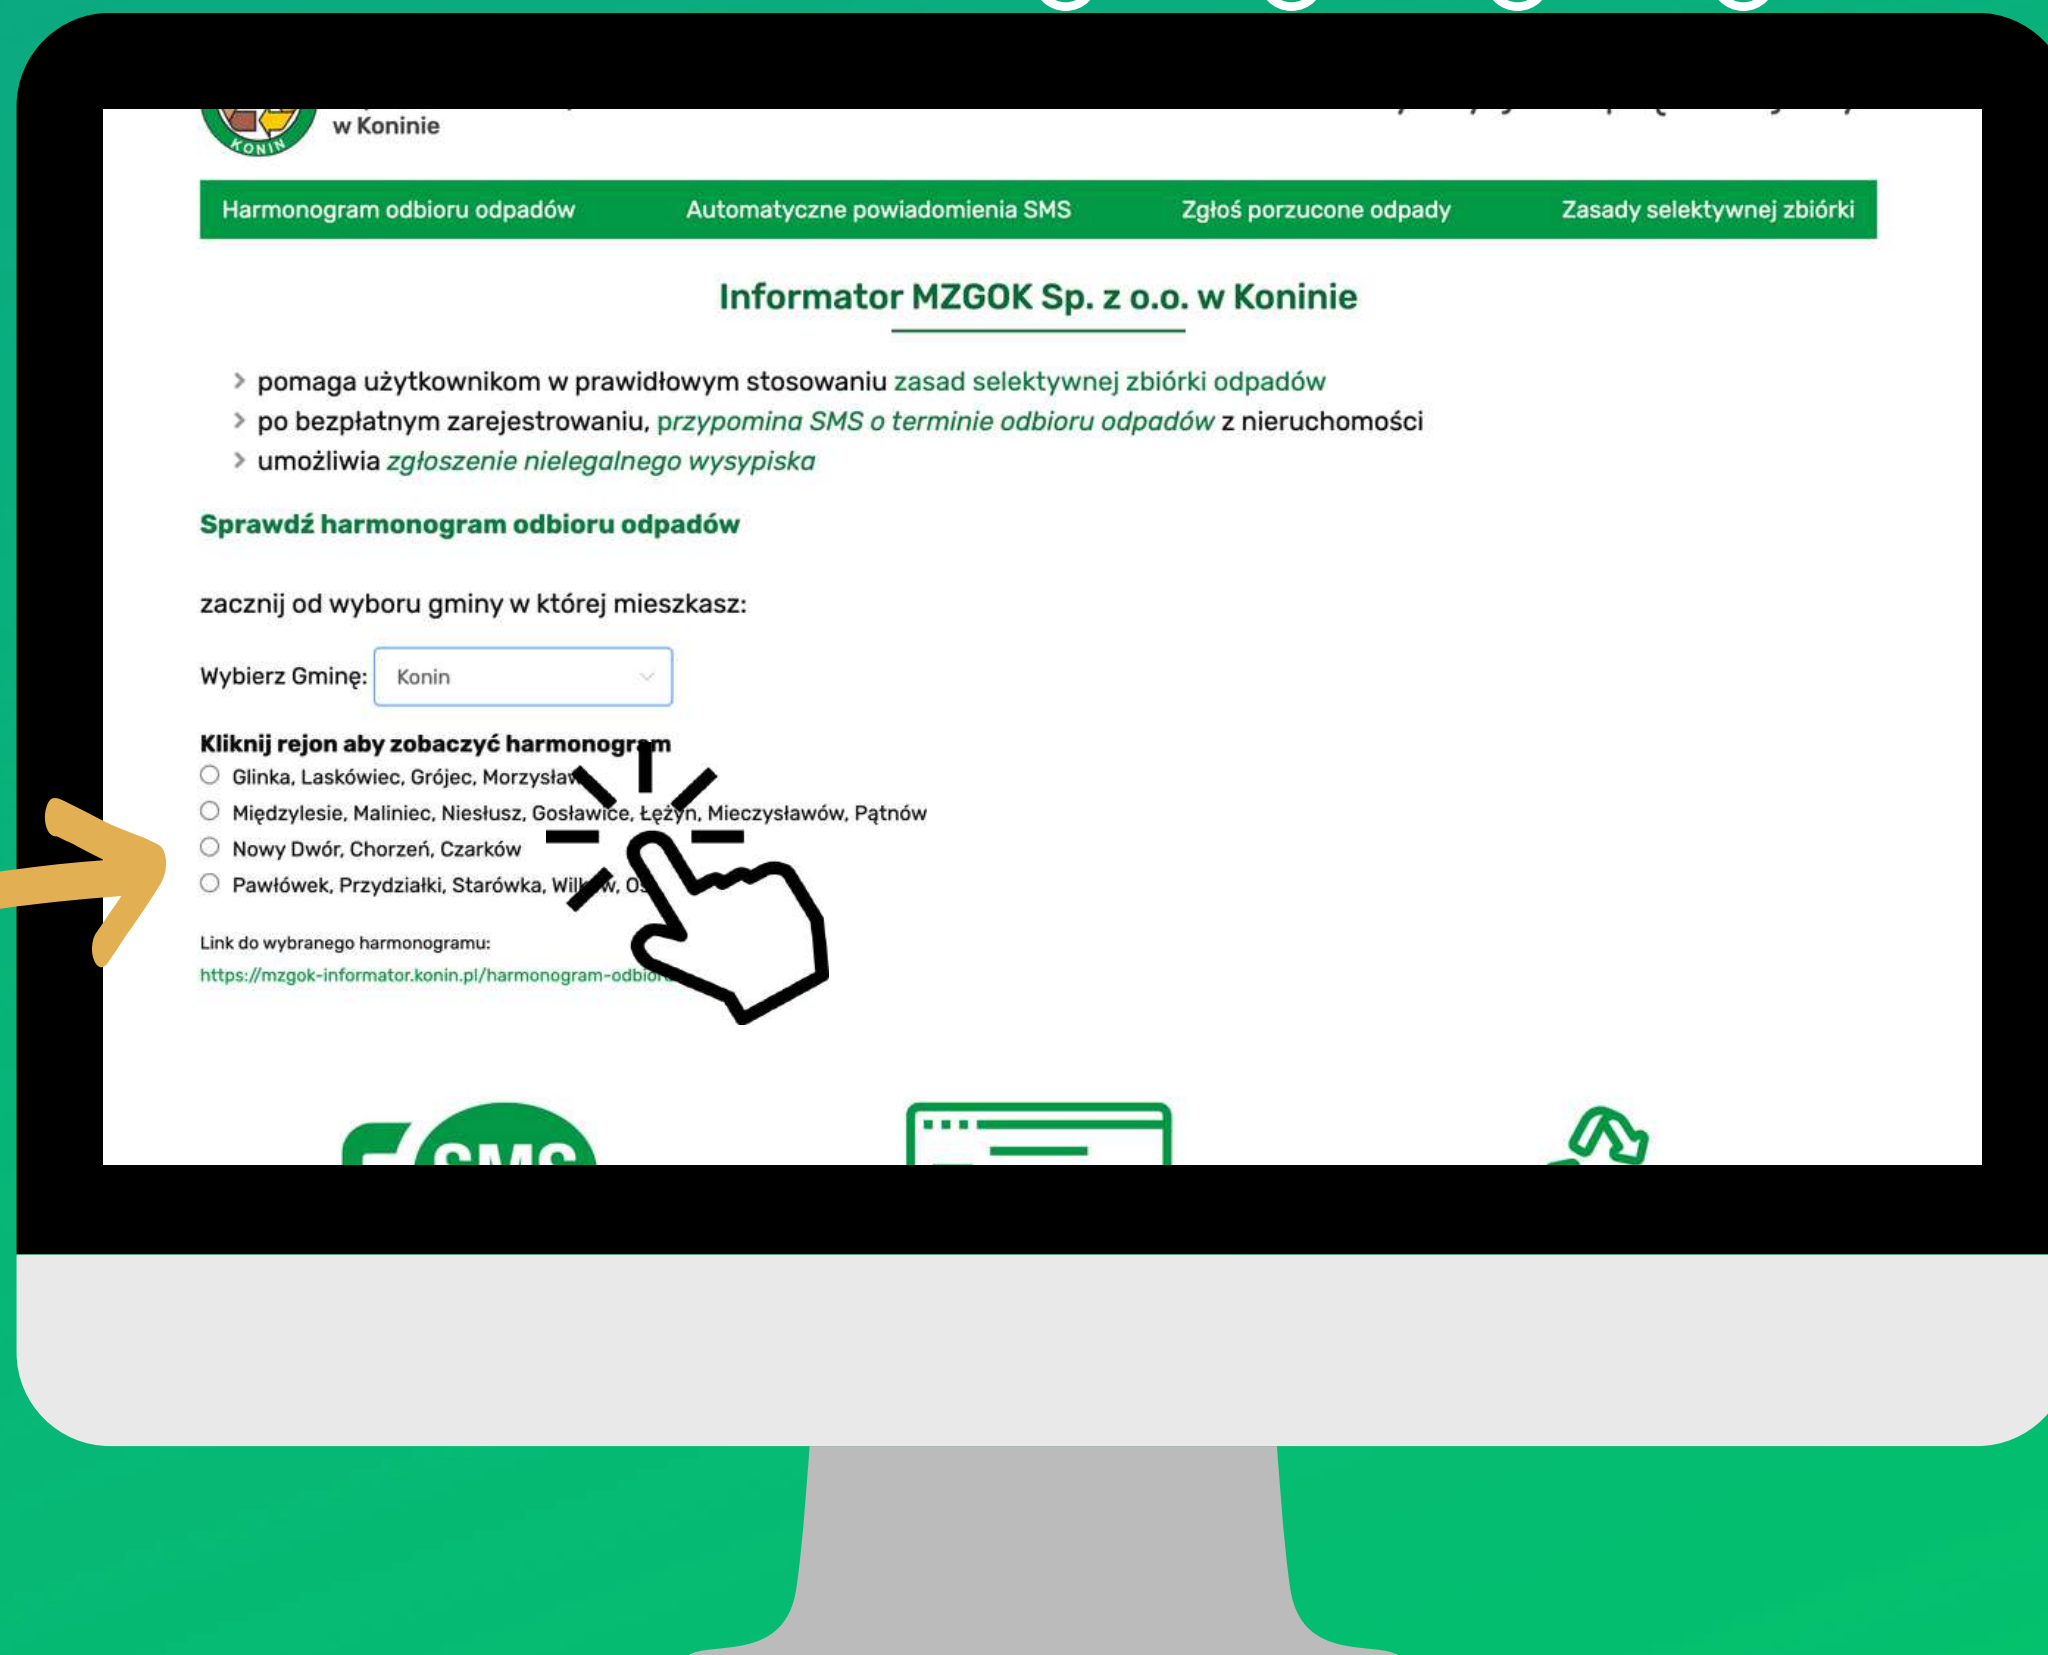 w Koninie
KONIN
Harmonogram odbioru odpadów Automatyczne powiadomienia SMS Zgłoś porzucone odpady Zasady selektywnej zbiórki
Informator MZGOK Sp. z o.o. w Koninie
pomaga użytkownikom w prawidłowym stosowaniu zasad selektywnej zbiórki odpadów
po bezpłatnym zarejestrowaniu, przypomina SMS o terminie odbioru odpadów z nieruchomości
umożliwia zgłoszenie nielegalnego wysypiska
Sprawdź harmonogram odbioru odpadów
zacznij od wyboru gminy w której mieszkasz:
Wybierz Gminę: Konin
Kliknij rejon aby zobaczyć harmonogram
Glinka, Laskówiec, Grójec,
Międzylesie, Maliniec, Niesłusz, Gosławice, Łężyn, Mieczysławów, Pątnów
Nowy Dwór, Chorzeń, Czarków
Pawłówek, Przydziałki, Starówka,
Link do wybranego harmonogramu:
https://mzgok-informator.konin.pl/harmonogram-
SMS